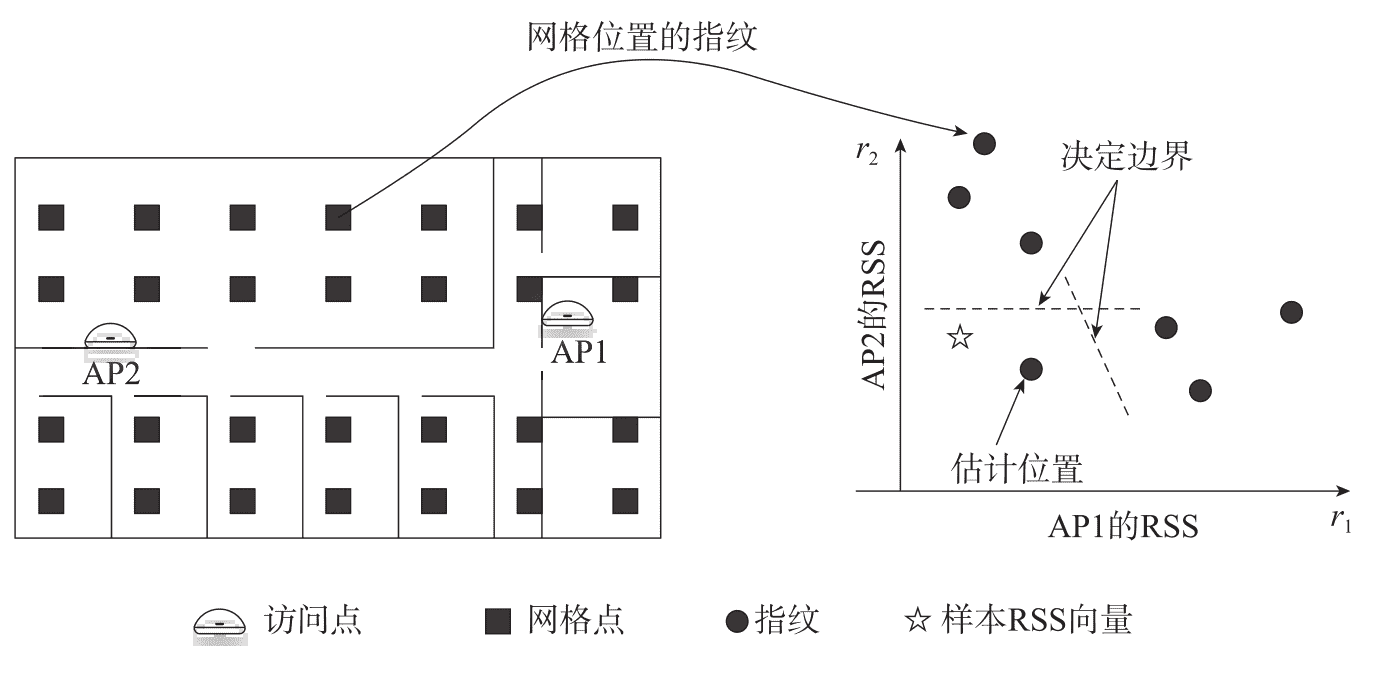 网格位置的指纹
r2
决定边界
AP2的RSS
AP1
AP2
估计位置
AP1的RSS
r1
访问点
网格点
指纹
样本RSS向量